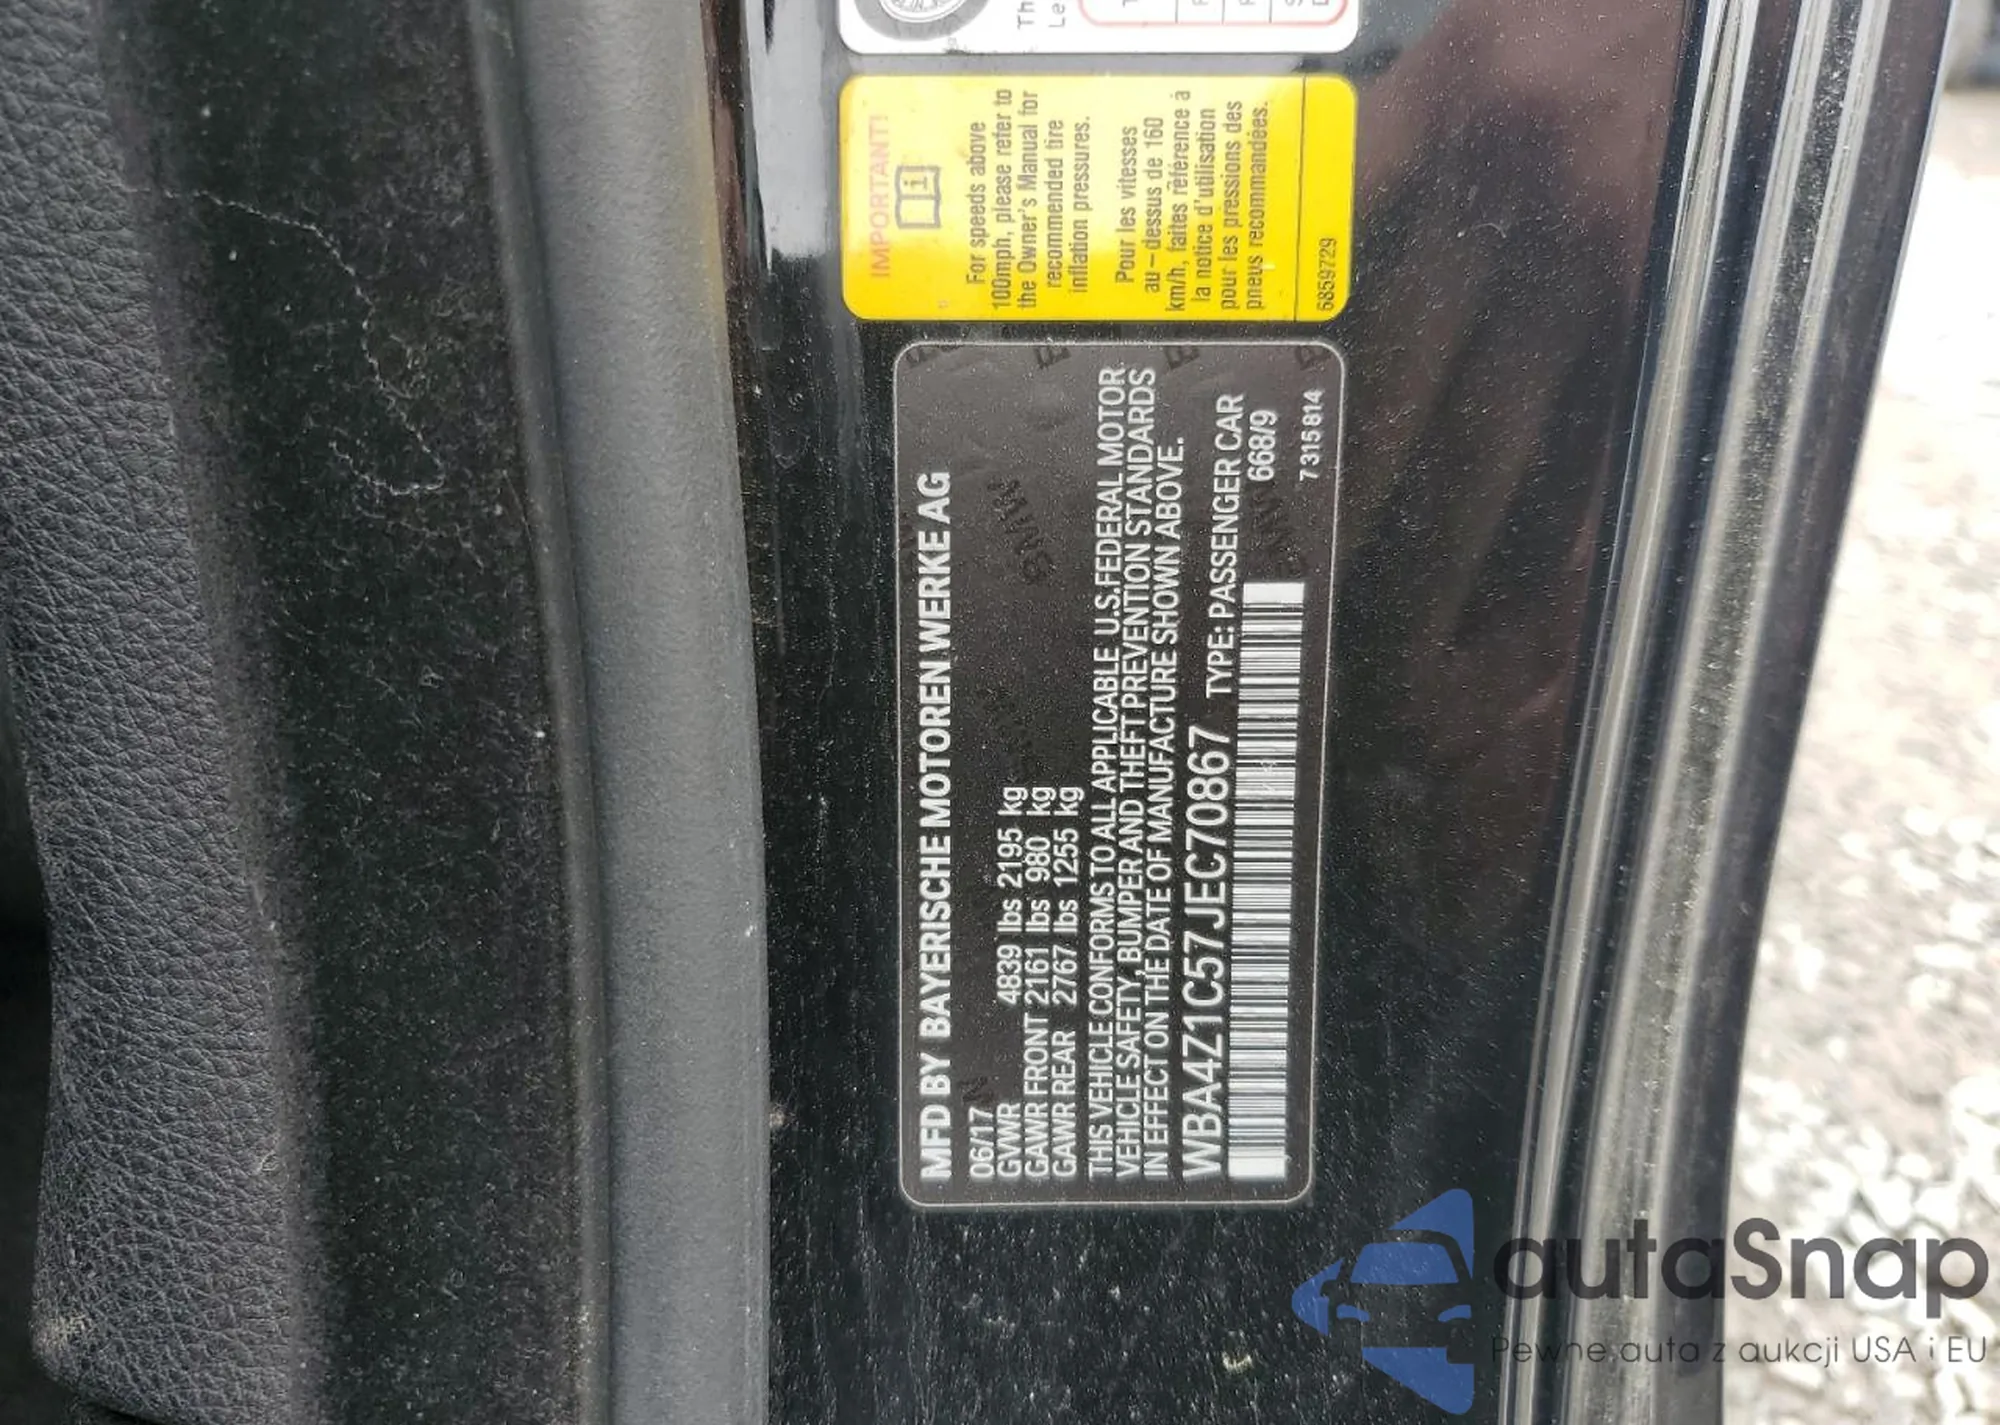 IMPORTANT!
For speeds above
100mph, please refer to
the Owner's Manual for
recommended tire
inflation pressures.
Pour les vitesses
au-dessus de 160
km/h, faites référence à
la notice d'utilisation
pour les pressions des
pneus recommandées.
6859729
MFD BY BAYERISCHE MOTOREN WERKE AG
06/17
GVWR 4839 lbs 2195 kg
GAWR FRONT 2161 lbs 980 kg
GAWR REAR 2767 lbs 1255 kg
THIS VEHICLE CONFORMS TO ALL APPLICABLE U.S.FEDERAL MOTOR
VEHICLE SAFETY, BUMPER AND THEFT PREVENTION STANDARDS
IN EFFECT ON THE DATE OF MANUFACTURE SHOWN ABOVE.
WBA4Z1C57JEC70867 TYPE: PASSENGER CAR
668/9
7315814
BMW
autaSnap
Pewne auta z aukcji USA i EU